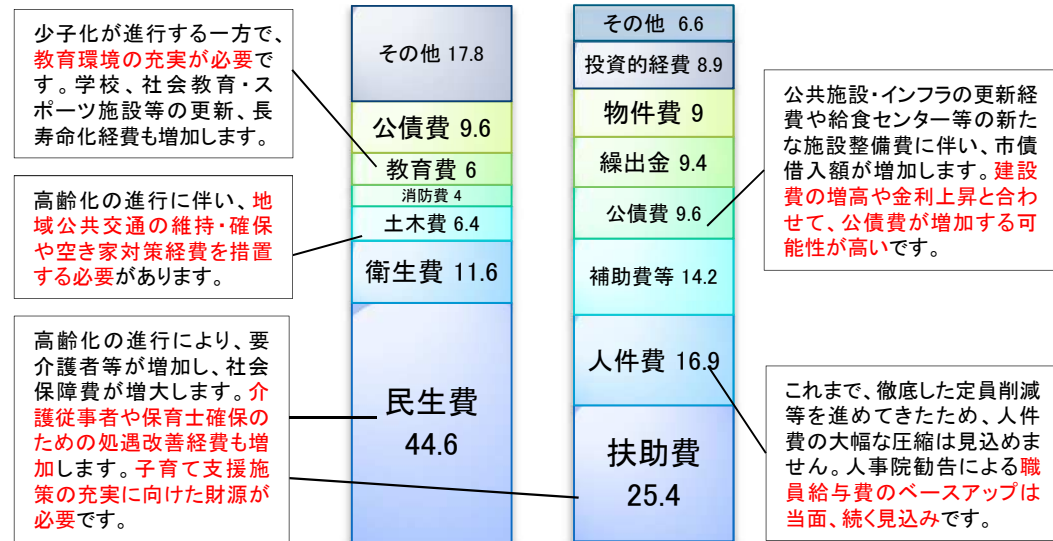 少子化が進行する一方で、
教育環境の充実が必要で
す。学校、社会教育・ス
ポーツ施設等の更新、長
寿命化経費も増加します。
高齢化の進行に伴い、地
域公共交通の維持・確保
や空き家対策経費を措置
する必要があります。
高齢化の進行により、要
介護者等が増加し、社会
保障費が増大します。介
護従事者や保育士確保の
ための処遇改善経費も増
加します。子育て支援施
策の充実に向けた財源が
必要です。
その他 17.8
公債費 9.6
教育費 6
消防費 4
土木費 6.4
衛生費 11.6
民生費
44.6
その他 6.6
投資的経費 8.9
物件費 9
繰出金 9.4
公債費 9.6
補助費等 14.2
人件費 16.9
扶助費
25.4
公共施設・インフラの更新経
費や給食センター等の新た
な施設整備費に伴い、市債
借入額が増加します。建設
費の増高や金利上昇と合わ
せて、公債費が増加する可
能性が高いです。
これまで、徹底した定員削減
等を進めてきたため、人件
費の大幅な圧縮は見込めま
せん。人事院勧告による職
員給与費のベースアップは
当面、続く見込みです。